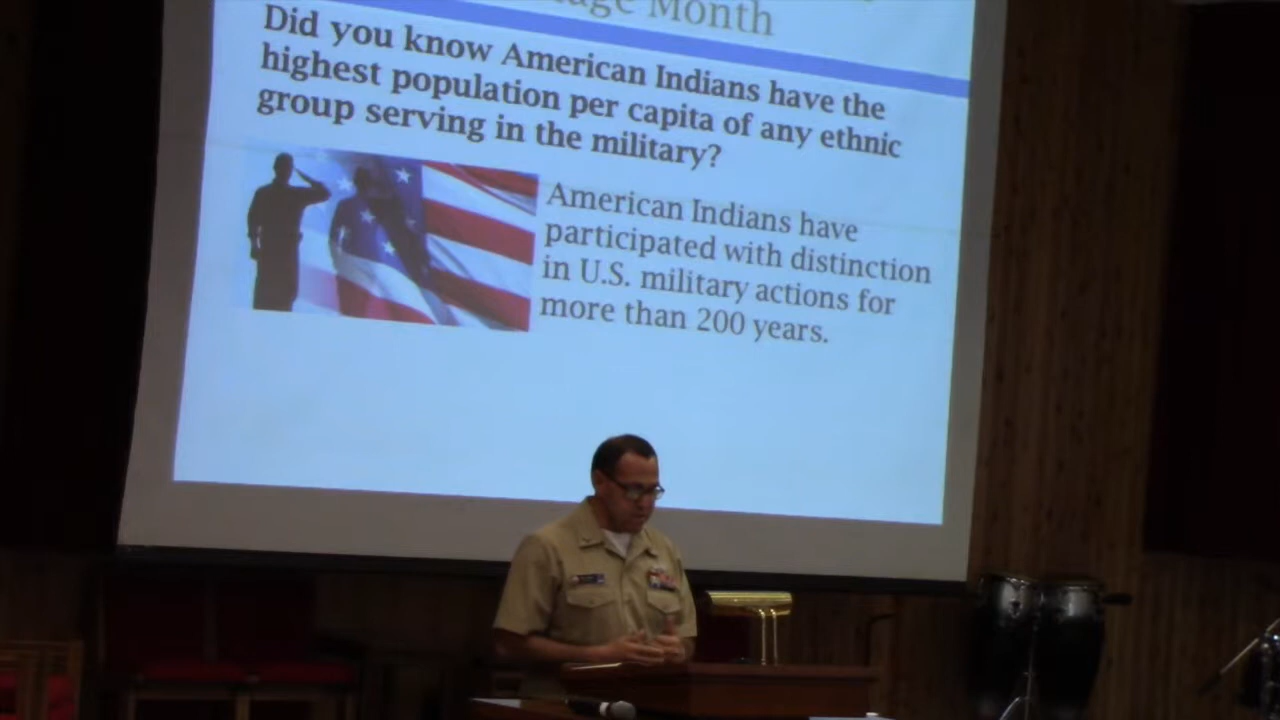 Month
Did you know American Indians have the
highest population per capita of any ethnic
group serving in the military?
American Indians have
participated with distinction
in U.S. military actions for
more than 200 years.